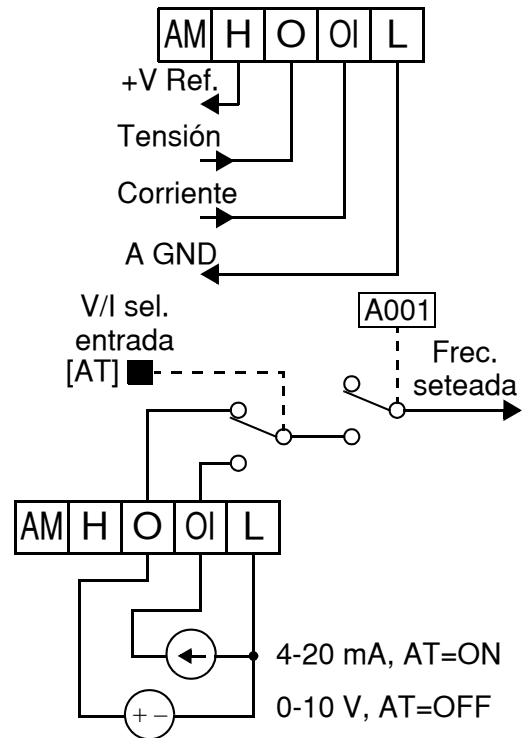 AM H O OI L
+V Ref.
Tensión
Corriente
A GND
V/I sel.
entrada
[AT]
A001
Frec.
seteada
AM H O OI L
4-20 mA, AT=ON
+ −
0-10 V, AT=OFF